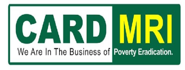 CARD MRI
We Are In The Business of Poverty Eradication.